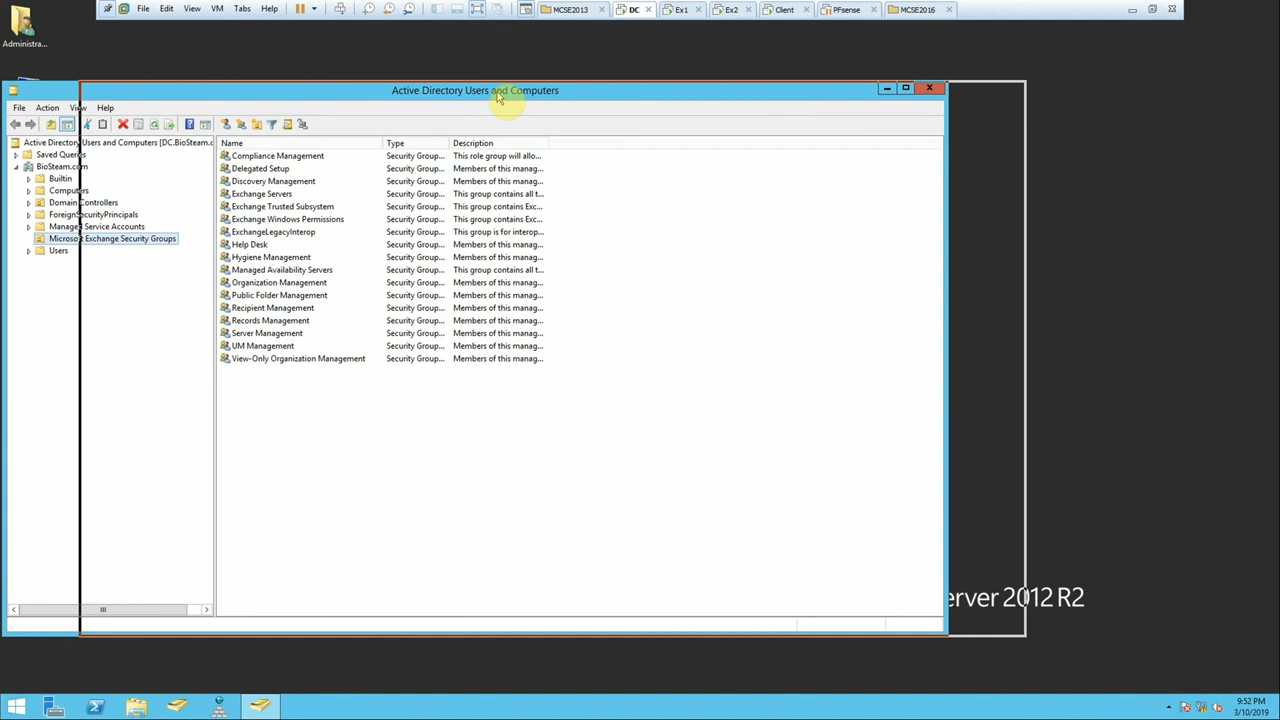 File Edit View VM Tabs Help
MCSE2013 DC Ex1 Ex2 Client PFsense MCSE2016
Administra...
Active Directory Users and Computers
File Action View Help
Active Directory Users and Computers [DC.BioSteam.c
Saved Queries
BioSteam.com
Builtin
Computers
Domain Controllers
ForeignSecurityPrincipals
Managed Service Accounts
Microsoft Exchange Security Groups
Users
Name Type Description
Compliance Management Security Group... This role group will allo...
Delegated Setup Security Group... Members of this manag...
Discovery Management Security Group... Members of this manag...
Exchange Servers Security Group... This group contains all t...
Exchange Trusted Subsystem Security Group... This group contains Exc...
Exchange Windows Permissions Security Group... This group contains Exc...
ExchangeLegacyInterop Security Group... This group is for interop...
Help Desk Security Group... Members of this manag...
Hygiene Management Security Group... Members of this manag...
Managed Availability Servers Security Group... This group contains all t...
Organization Management Security Group... Members of this manag...
Public Folder Management Security Group... Members of this manag...
Recipient Management Security Group... Members of this manag...
Records Management Security Group... Members of this manag...
Server Management Security Group... Members of this manag...
UM Management Security Group... Members of this manag...
View-Only Organization Management Security Group... Members of this manag...
erver 2012 R2
9:52 PM
3/10/2019